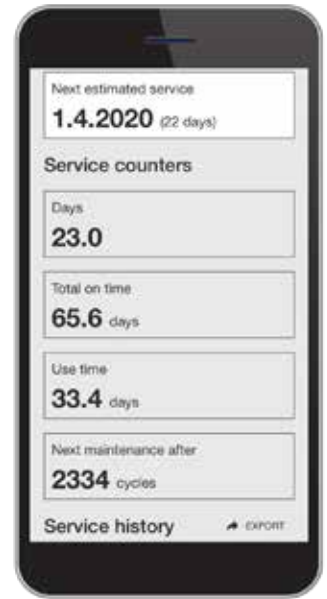 Next estimated service
1.4.2020 (22 days)
Service counters
Days
23.0
Total on time
65.6 days
Use time
33.4 days
Next maintenance after
2334 cycles
Service history EXPORT